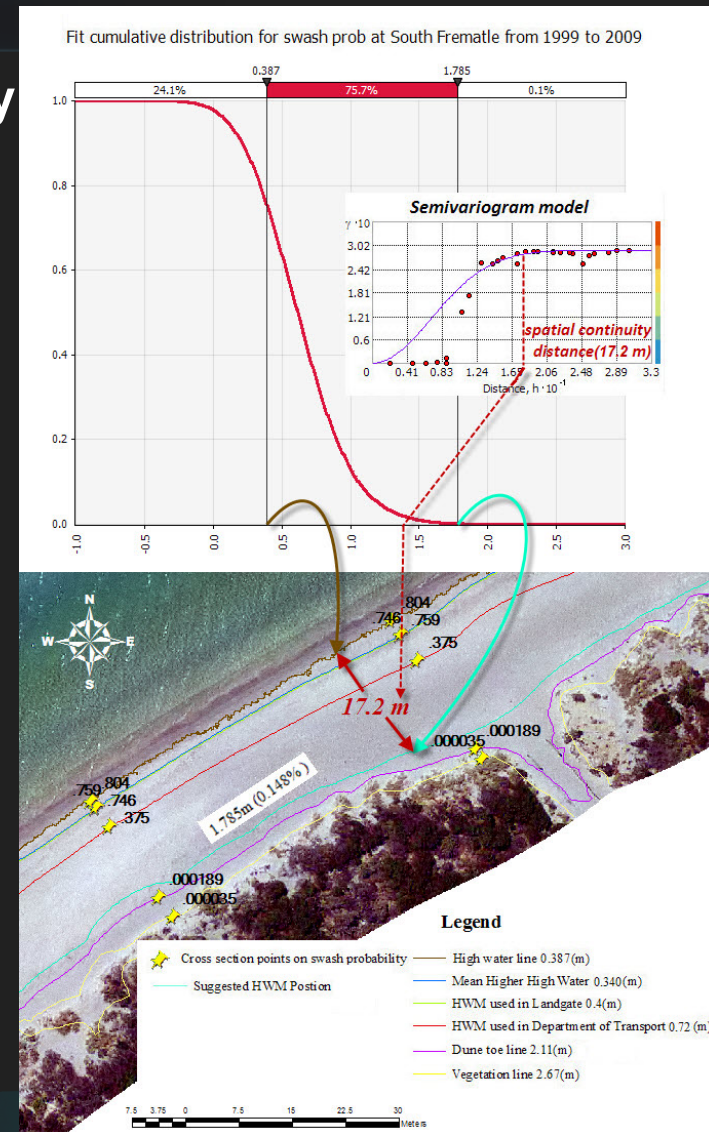 y
Fit cumulative distribution for swash prob at South Frematle from 1999 to 2009
0.387 1.785
24.1% 75.7% 0.1%
1.0
0.8
0.6
0.4
0.2
0.0
-1.0 -0.5 0.0 0.5 1.0 1.5 2.0 2.5 3.0
Semivariogram model
γ·10
3.02
2.42
1.81
1.21
0.6
0 0.41 0.83 1.24 1.65 2.06 2.48 2.89 3.3
Distance, h·10⁻¹
spatial continuity
distance(17.2 m)
N
W E
S
.804
.746 .759
.375
17.2 m
.000189
.000035
1.785m (0.148%)
.759 .804
.746
.375
.000189
.000035
Legend
Cross section points on swash probability
Suggested HWM Postion
High water line 0.387(m)
Mean Higher High Water 0.340(m)
HWM used in Landgate 0.4(m)
HWM used in Department of Transport 0.72 (m)
Dune toe line 2.11(m)
Vegetation line 2.67(m)
7.5 3.75 0 7.5 15 22.5 30
Meters